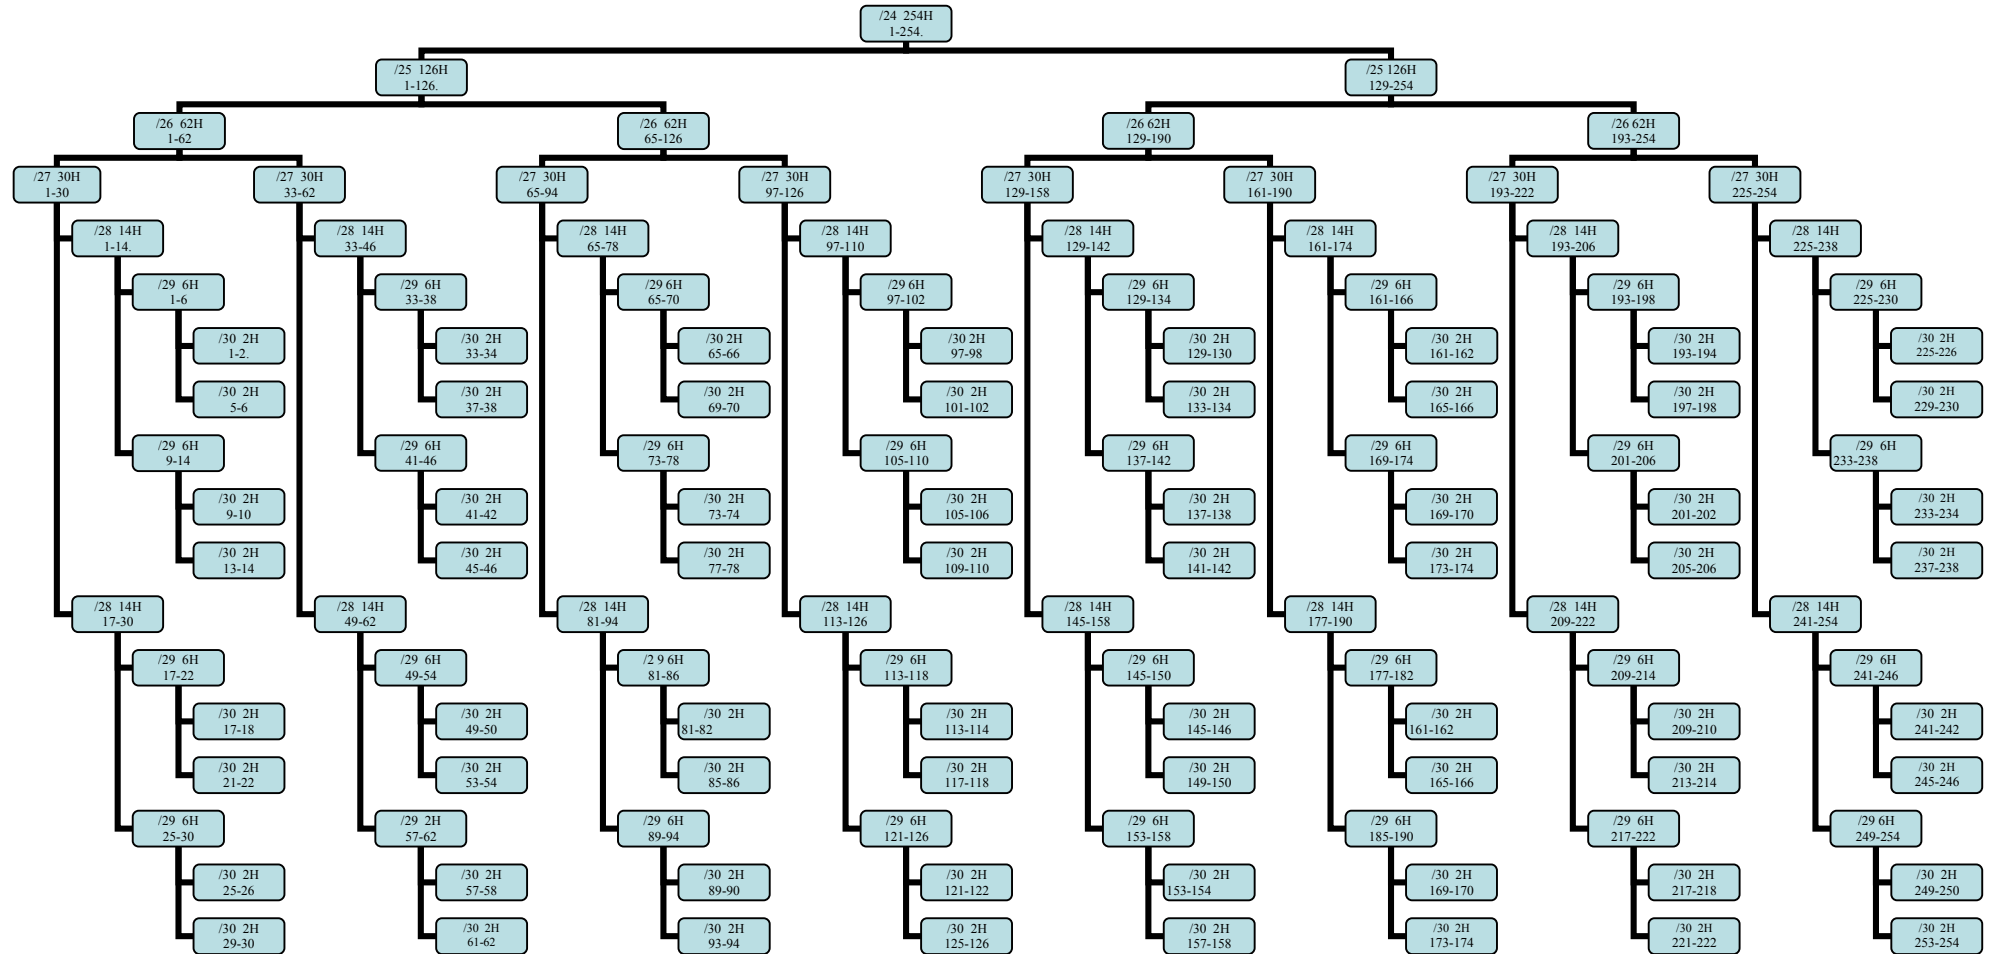 /24 254H
1-254.
/25 126H
1-126.
/25 126H
129-254
/26 62H
1-62
/26 62H
65-126
/26 62H
129-190
/26 62H
193-254
/27 30H
1-30
/27 30H
33-62
/27 30H
65-94
/27 30H
97-126
/27 30H
129-158
/27 30H
161-190
/27 30H
193-222
/27 30H
225-254
/28 14H
1-14.
/28 14H
33-46
/28 14H
65-78
/28 14H
97-110
/28 14H
129-142
/28 14H
161-174
/28 14H
193-206
/28 14H
225-238
/29 6H
1-6
/29 6H
33-38
/29 6H
65-70
/29 6H
97-102
/29 6H
129-134
/29 6H
161-166
/29 6H
193-198
/29 6H
225-230
/30 2H
1-2.
/30 2H
33-34
/30 2H
65-66
/30 2H
97-98
/30 2H
129-130
/30 2H
161-162
/30 2H
193-194
/30 2H
225-226
/30 2H
5-6
/30 2H
37-38
/30 2H
69-70
/30 2H
101-102
/30 2H
133-134
/30 2H
165-166
/30 2H
197-198
/30 2H
229-230
/29 6H
9-14
/29 6H
41-46
/29 6H
73-78
/29 6H
105-110
/29 6H
137-142
/29 6H
169-174
/29 6H
201-206
/29 6H
233-238
/30 2H
9-10
/30 2H
41-42
/30 2H
73-74
/30 2H
105-106
/30 2H
137-138
/30 2H
169-170
/30 2H
201-202
/30 2H
233-234
/30 2H
13-14
/30 2H
45-46
/30 2H
77-78
/30 2H
109-110
/30 2H
141-142
/30 2H
173-174
/30 2H
205-206
/30 2H
237-238
/28 14H
17-30
/28 14H
49-62
/28 14H
81-94
/28 14H
113-126
/28 14H
145-158
/28 14H
177-190
/28 14H
209-222
/28 14H
241-254
/29 6H
17-22
/29 6H
49-54
/2 9 6H
81-86
/29 6H
113-118
/29 6H
145-150
/29 6H
177-182
/29 6H
209-214
/29 6H
241-246
/30 2H
17-18
/30 2H
49-50
/30 2H
81-82
/30 2H
113-114
/30 2H
145-146
/30 2H
161-162
/30 2H
209-210
/30 2H
241-242
/30 2H
21-22
/30 2H
53-54
/30 2H
85-86
/30 2H
117-118
/30 2H
149-150
/30 2H
165-166
/30 2H
213-214
/30 2H
245-246
/29 6H
25-30
/29 2H
57-62
/29 6H
89-94
/29 6H
121-126
/29 6H
153-158
/29 6H
185-190
/29 6H
217-222
/29 6H
249-254
/30 2H
25-26
/30 2H
57-58
/30 2H
89-90
/30 2H
121-122
/30 2H
153-154
/30 2H
169-170
/30 2H
217-218
/30 2H
249-250
/30 2H
29-30
/30 2H
61-62
/30 2H
93-94
/30 2H
125-126
/30 2H
157-158
/30 2H
173-174
/30 2H
221-222
/30 2H
253-254